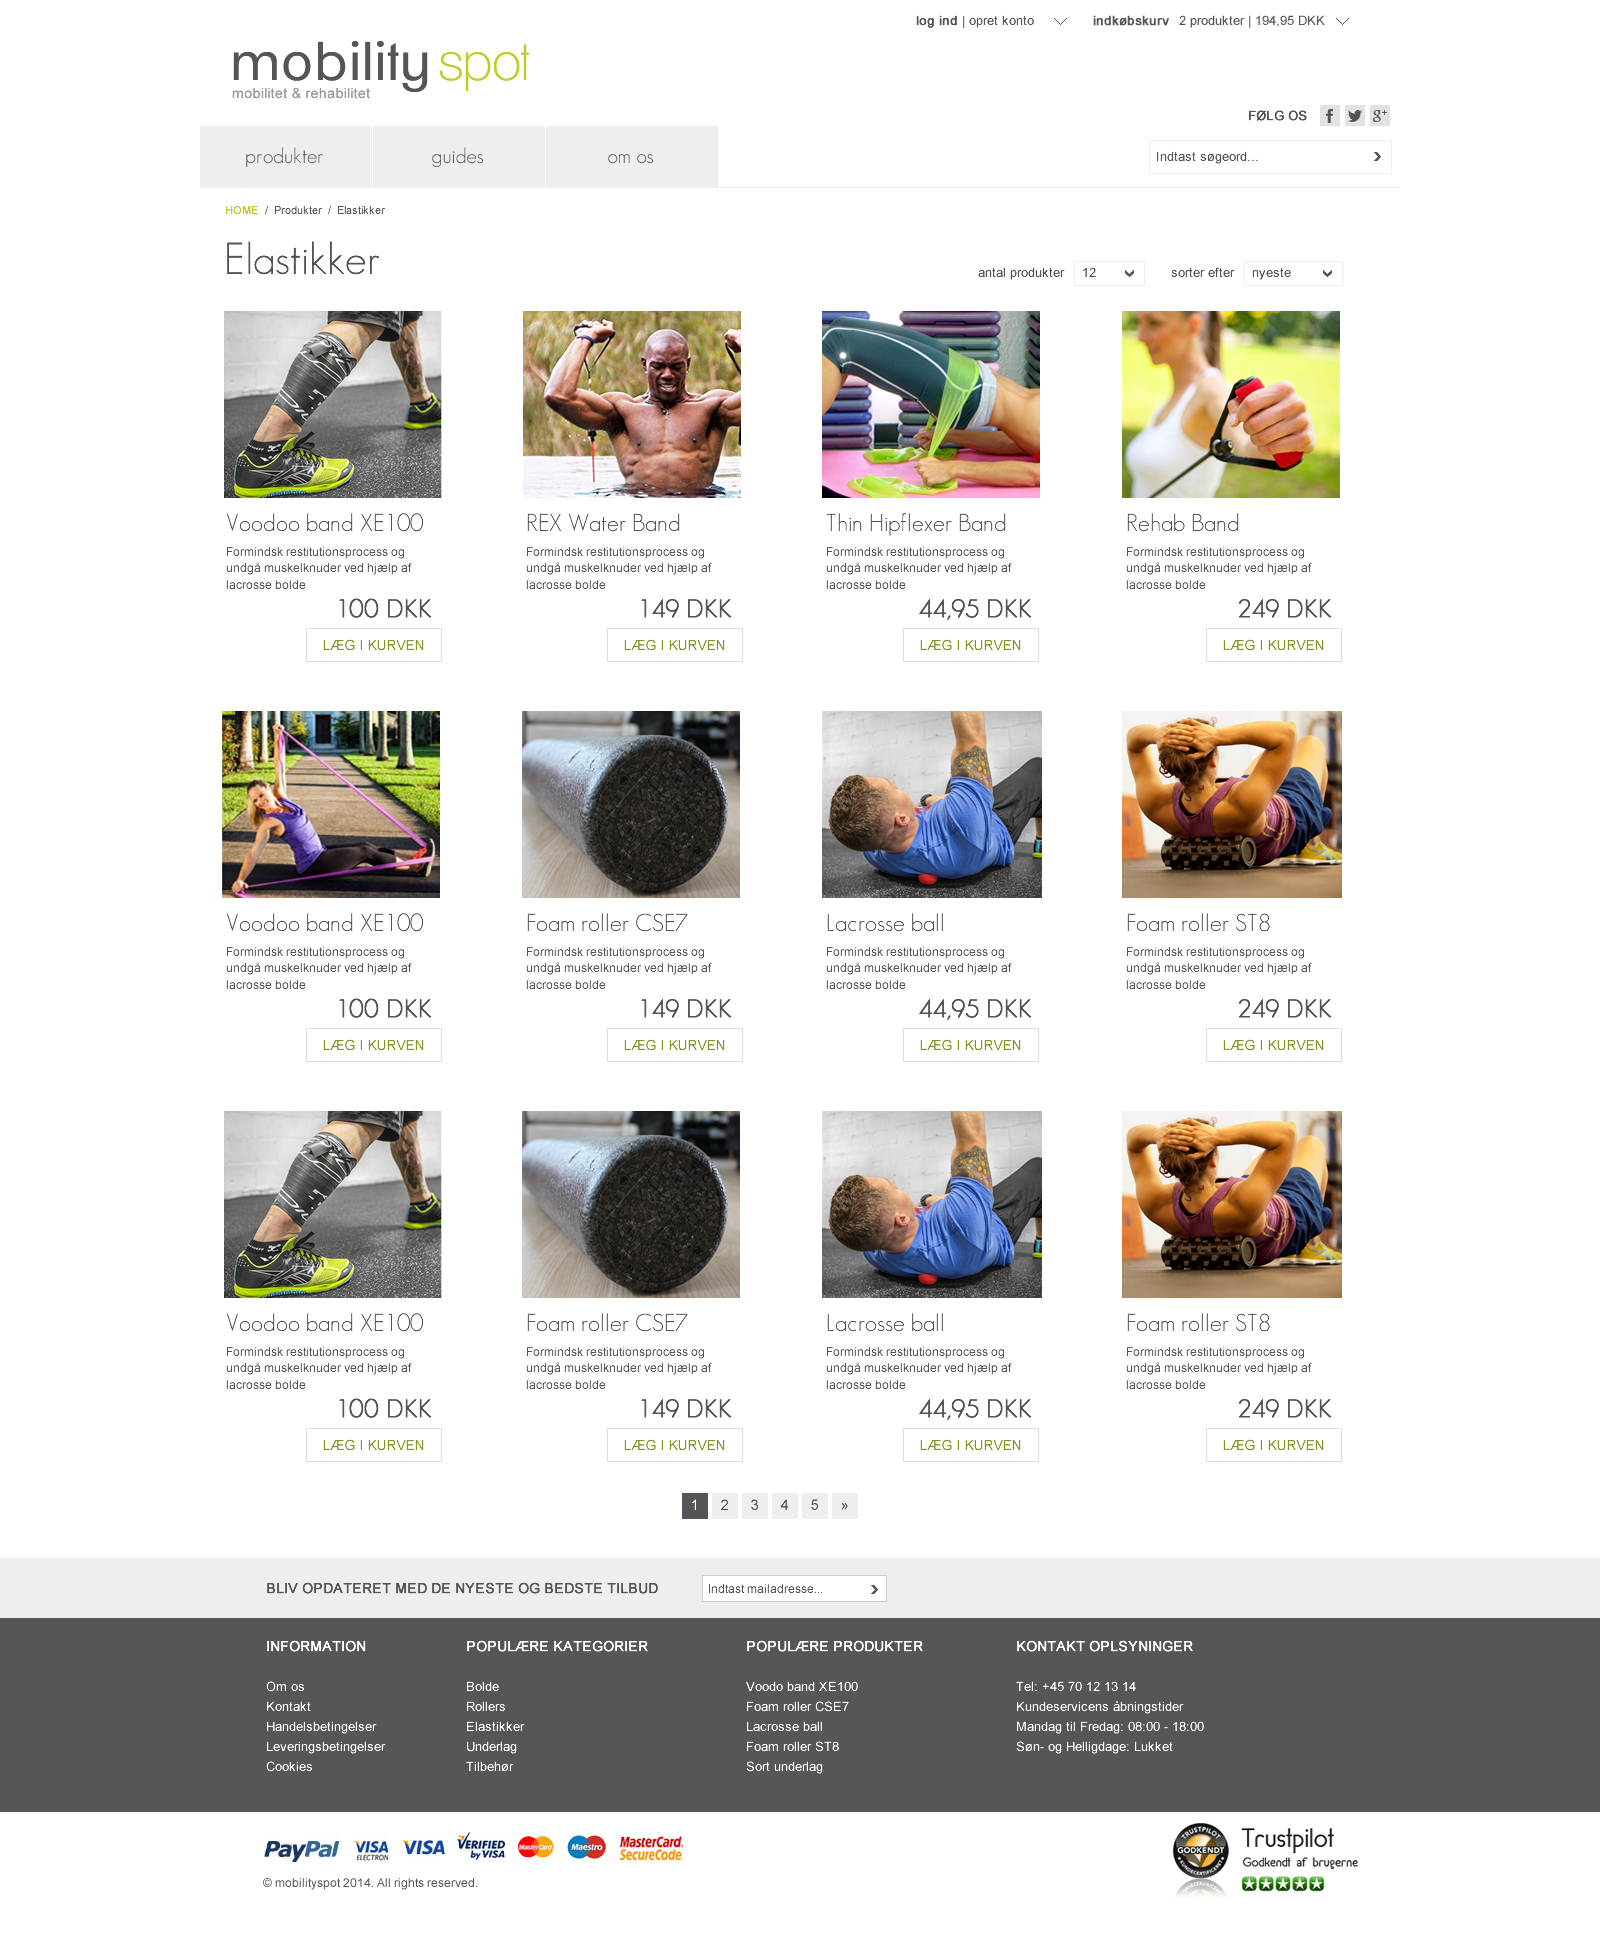 log ind | opret konto
indkøbskurv 2 produkter | 194,95 DKK
mobility spot
mobilitet & rehabilitet
FØLG OS
produkter
guides
om os
Indtast søgeord...
HOME / Produkter / Elastikker
Elastikker
antal produkter 12
sorter efter nyeste
Voodoo band XE100
Formindsk restitutionsprocess og
undgå muskelknuder ved hjælp af
lacrosse bolde
100 DKK
LÆG I KURVEN
REX Water Band
Formindsk restitutionsprocess og
undgå muskelknuder ved hjælp af
lacrosse bolde
149 DKK
LÆG I KURVEN
Thin Hipflexer Band
Formindsk restitutionsprocess og
undgå muskelknuder ved hjælp af
lacrosse bolde
44,95 DKK
LÆG I KURVEN
Rehab Band
Formindsk restitutionsprocess og
undgå muskelknuder ved hjælp af
lacrosse bolde
249 DKK
LÆG I KURVEN
Voodoo band XE100
Formindsk restitutionsprocess og
undgå muskelknuder ved hjælp af
lacrosse bolde
100 DKK
LÆG I KURVEN
Foam roller CSE7
Formindsk restitutionsprocess og
undgå muskelknuder ved hjælp af
lacrosse bolde
149 DKK
LÆG I KURVEN
Lacrosse ball
Formindsk restitutionsprocess og
undgå muskelknuder ved hjælp af
lacrosse bolde
44,95 DKK
LÆG I KURVEN
Foam roller ST8
Formindsk restitutionsprocess og
undgå muskelknuder ved hjælp af
lacrosse bolde
249 DKK
LÆG I KURVEN
Voodoo band XE100
Formindsk restitutionsprocess og
undgå muskelknuder ved hjælp af
lacrosse bolde
100 DKK
LÆG I KURVEN
Foam roller CSE7
Formindsk restitutionsprocess og
undgå muskelknuder ved hjælp af
lacrosse bolde
149 DKK
LÆG I KURVEN
Lacrosse ball
Formindsk restitutionsprocess og
undgå muskelknuder ved hjælp af
lacrosse bolde
44,95 DKK
LÆG I KURVEN
Foam roller ST8
Formindsk restitutionsprocess og
undgå muskelknuder ved hjælp af
lacrosse bolde
249 DKK
LÆG I KURVEN
1 2 3 4 5 »
BLIV OPDATERET MED DE NYESTE OG BEDSTE TILBUD
Indtast mailadresse...
INFORMATION
Om os
Kontakt
Handelsbetingelser
Leveringsbetingelser
Cookies
POPULÆRE KATEGORIER
Bolde
Rollers
Elastikker
Underlag
Tilbehør
POPULÆRE PRODUKTER
Voodo band XE100
Foam roller CSE7
Lacrosse ball
Foam roller ST8
Sort underlag
KONTAKT OPLSYNINGER
Tel: +45 70 12 13 14
Kundeservicens åbningstider
Mandag til Fredag: 08:00 - 18:00
Søn- og Helligdage: Lukket
PayPal
VISA
ELECTRON
VISA
VERIFIED
by VISA
MasterCard
Maestro
MasterCard.
SecureCode.
TRUSTPILOT
GODKENDT
Trustpilot
Godkendt af brugerne
© mobilityspot 2014. All rights reserved.